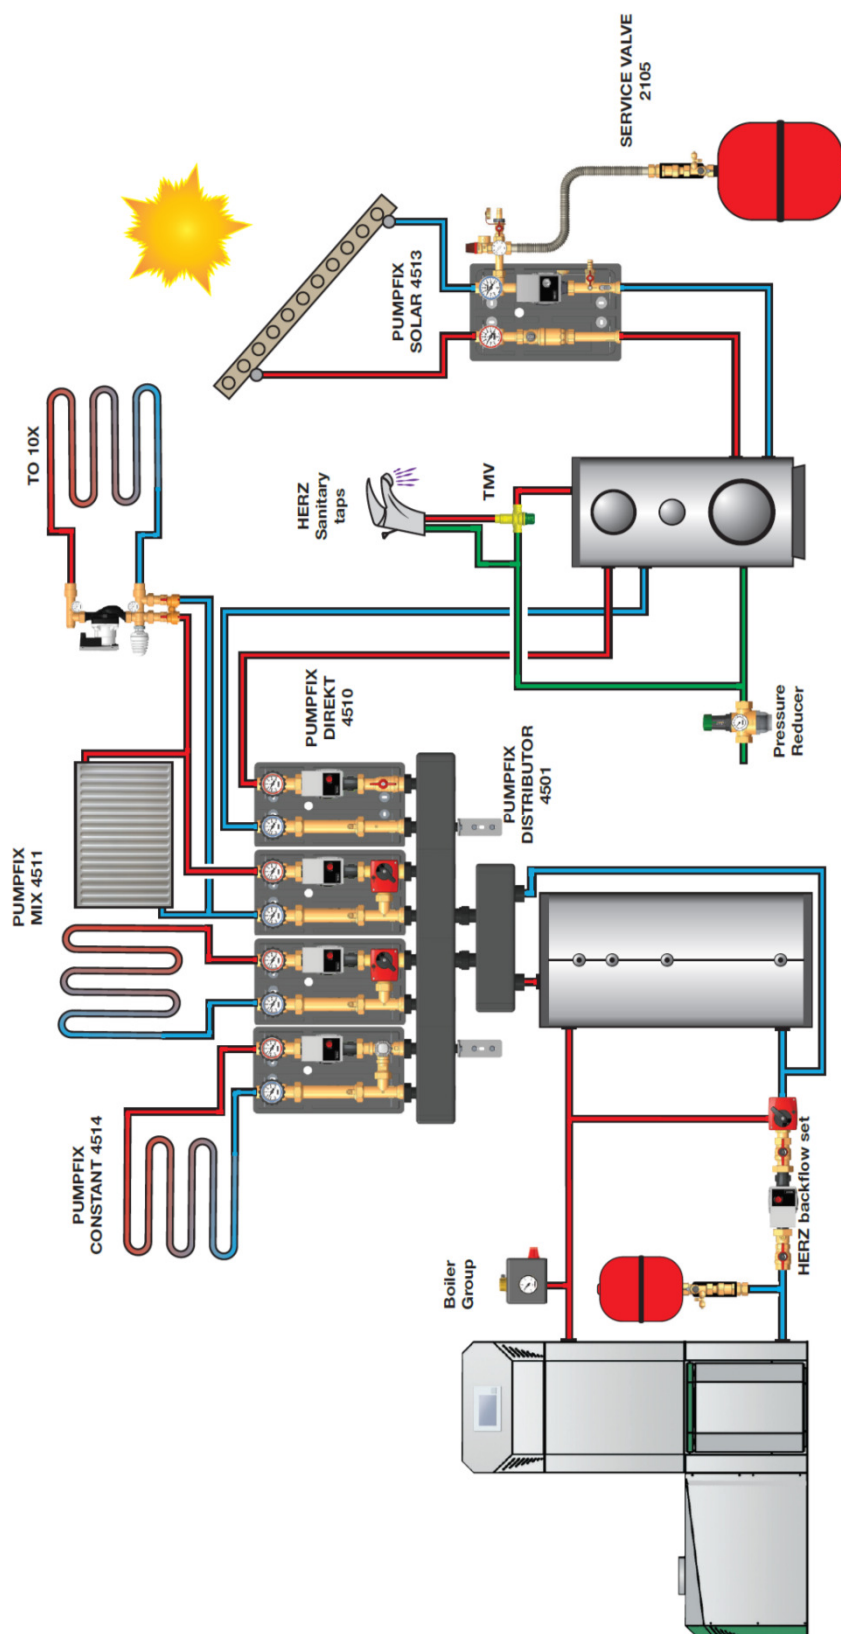 PUMPFIX
CONSTANT 4514
PUMPFIX
MIX 4511
TO 10X
PUMPFIX
DIREKT
4510
HERZ
Sanitary
taps
PUMPFIX
SOLAR 4513
SERVICE VALVE
2105
TMV
PUMPFIX
DISTRIBUTOR
4501
Boiler
Group
HERZ backflow set
Pressure
Reducer